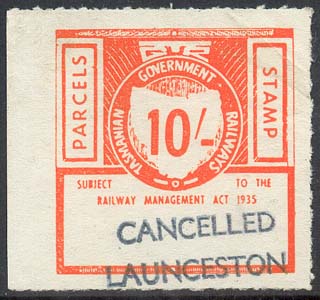 PARCELS
STAMP
TASMANIAN GOVERNMENT RAILWAYS
10/-
SUBJECT TO THE
RAILWAY MANAGEMENT ACT 1935
CANCELLED
LAUNCESTON